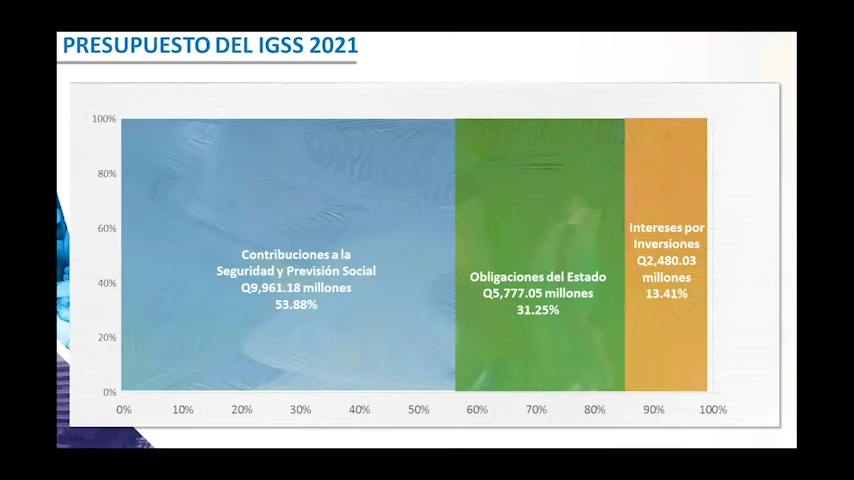 PRESUPUESTO DEL IGSS 2021
100%
80%
60%
40%
20%
0%
Contribuciones a la
Seguridad y Previsión Social
Q9,961.18 millones
53.88%
Obligaciones del Estado
Q5,777.05 millones
31.25%
Intereses por
Inversiones
Q2,480.03
millones
13.41%
0% 10% 20% 30% 40% 50% 60% 70% 80% 90% 100%